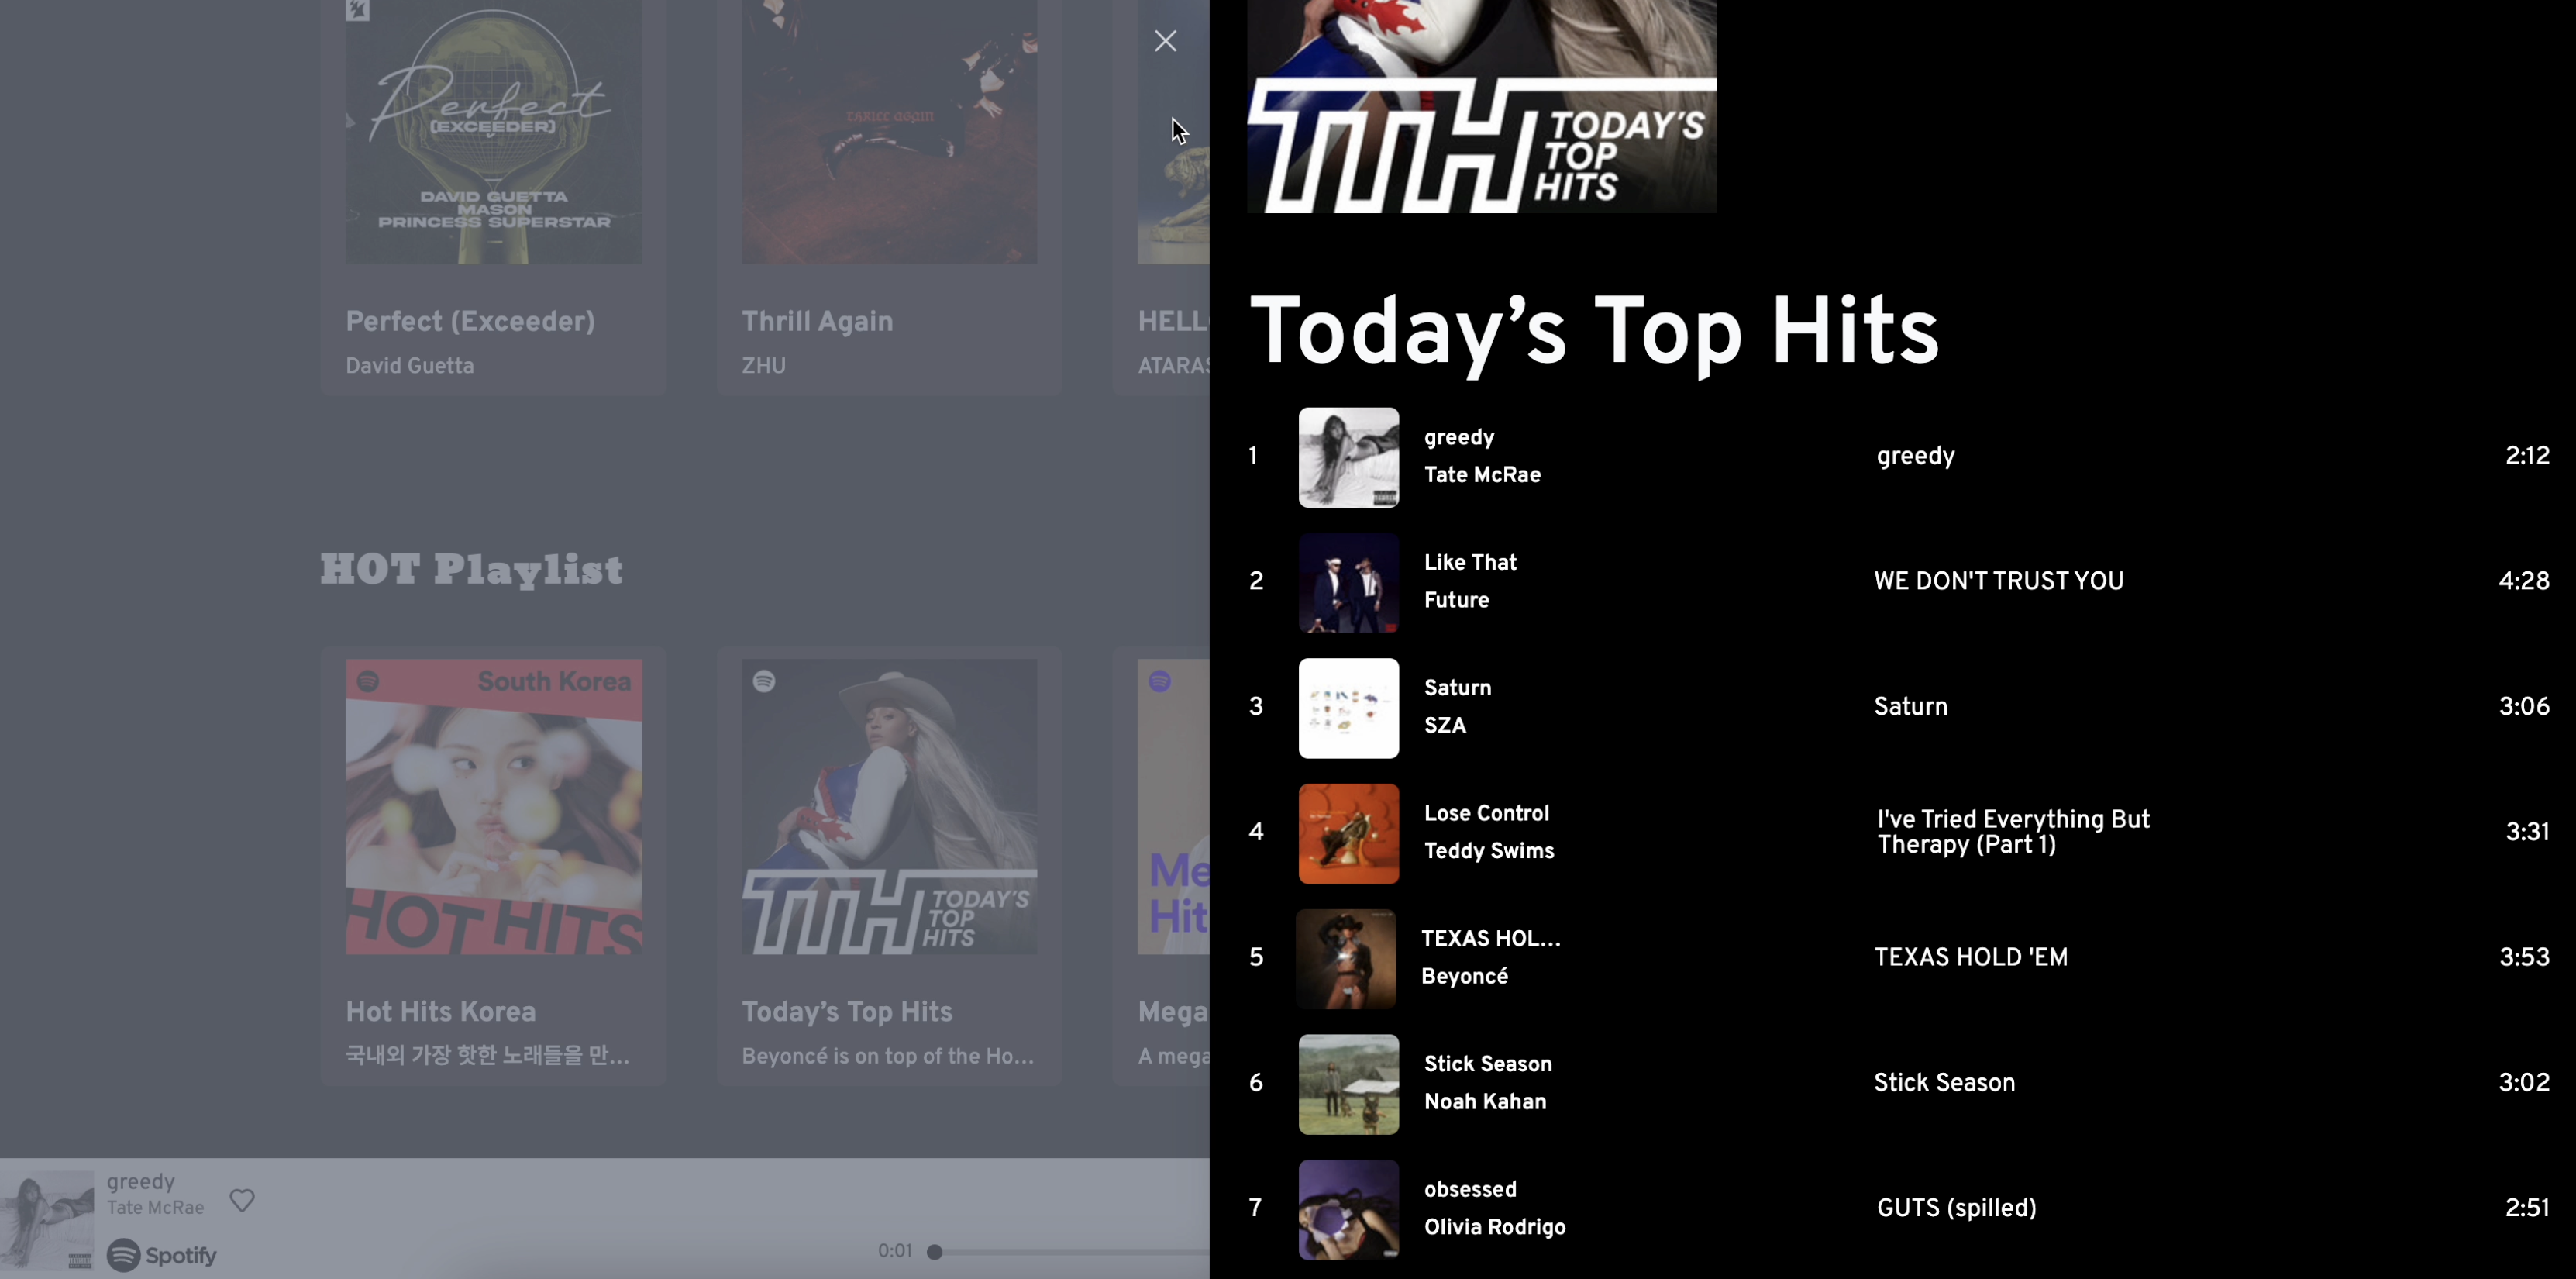 Perfect
(EXCEEDER)
DAVID GUETTA
MASON
PRINCESS SUPERSTAR
THRILL AGAIN
Perfect (Exceeder)
David Guetta
Thrill Again
ZHU
HELL
ATARAS
HOT Playlist
South Korea
HOT HITS
TTH
TODAY'S
TOP
HITS
Me
Hit
Hot Hits Korea
국내외 가장 핫한 노래들을 만...
Today’s Top Hits
Beyoncé is on top of the Ho...
Mega
A mega
greedy
Tate McRae
Spotify
0:01
TTH
TODAY'S
TOP
HITS
Today’s Top Hits
1
greedy
Tate McRae
greedy
2:12
2
Like That
Future
WE DON'T TRUST YOU
4:28
3
Saturn
SZA
Saturn
3:06
4
Lose Control
Teddy Swims
I've Tried Everything But
Therapy (Part 1)
3:31
5
TEXAS HOL...
Beyoncé
TEXAS HOLD 'EM
3:53
6
Stick Season
Noah Kahan
Stick Season
3:02
7
obsessed
Olivia Rodrigo
GUTS (spilled)
2:51